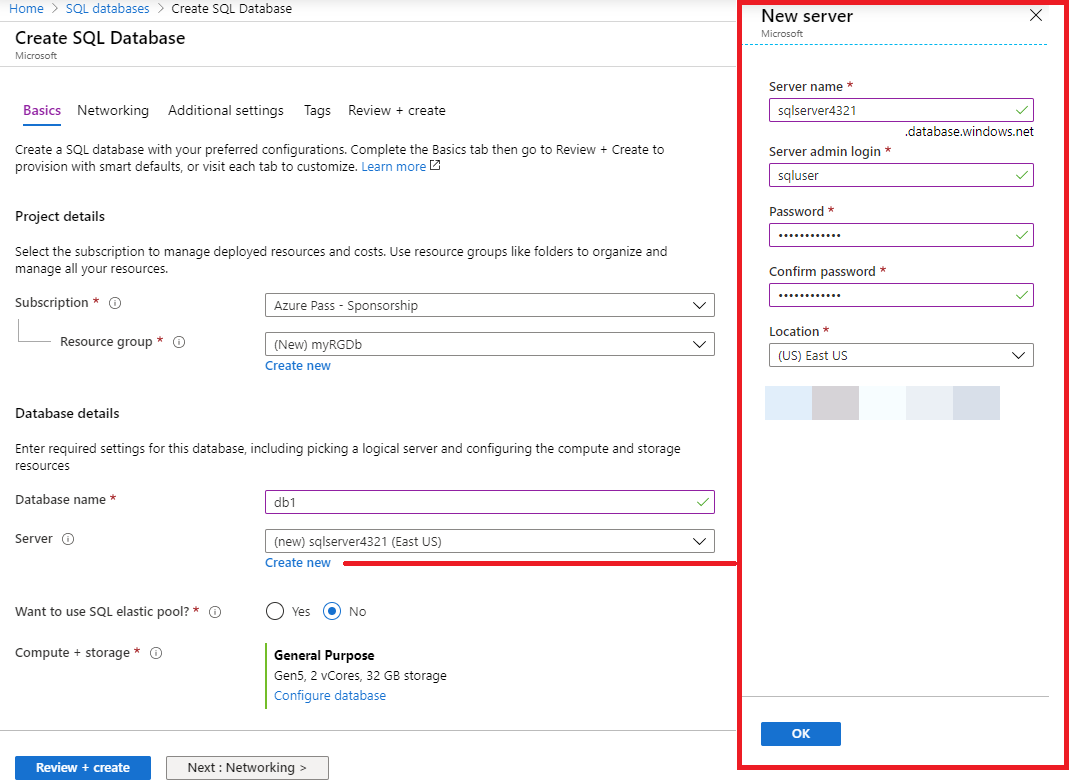 Home > SQL databases > Create SQL Database
Create SQL Database
Microsoft
Basics Networking Additional settings Tags Review + create
Create a SQL database with your preferred configurations. Complete the Basics tab then go to Review + Create to
provision with smart defaults, or visit each tab to customize. Learn more
Project details
Select the subscription to manage deployed resources and costs. Use resource groups like folders to organize and
manage all your resources.
Subscription *
Azure Pass - Sponsorship
Resource group *
(New) myRGDb
Create new
Database details
Enter required settings for this database, including picking a logical server and configuring the compute and storage
resources
Database name *
db1
Server
(new) sqlserver4321 (East US)
Create new
Want to use SQL elastic pool? *
Yes No
Compute + storage *
General Purpose
Gen5, 2 vCores, 32 GB storage
Configure database
Review + create
Next : Networking >
New server
Microsoft
Server name *
sqlserver4321
.database.windows.net
Server admin login *
sqluser
Password *
••••••••••••
Confirm password *
••••••••••••
Location *
(US) East US
OK